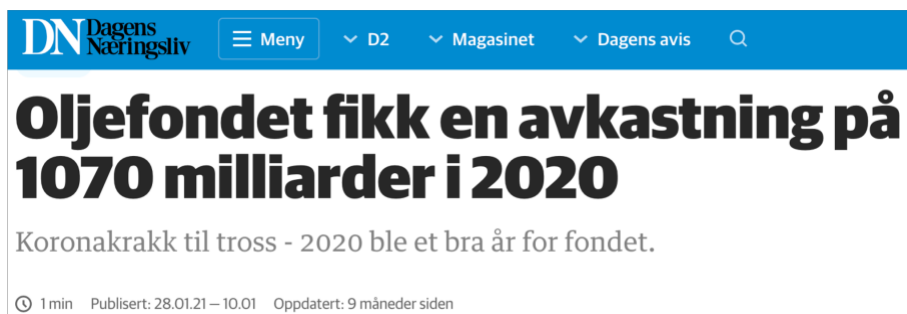 DN Dagens Næringsliv Meny D2 Magasinet Dagens avis
Oljefondet fikk en avkastning på
1070 milliarder i 2020
Koronakrakk til tross - 2020 ble et bra år for fondet.
1 min Publisert: 28.01.21 – 10.01 Oppdatert: 9 måneder siden